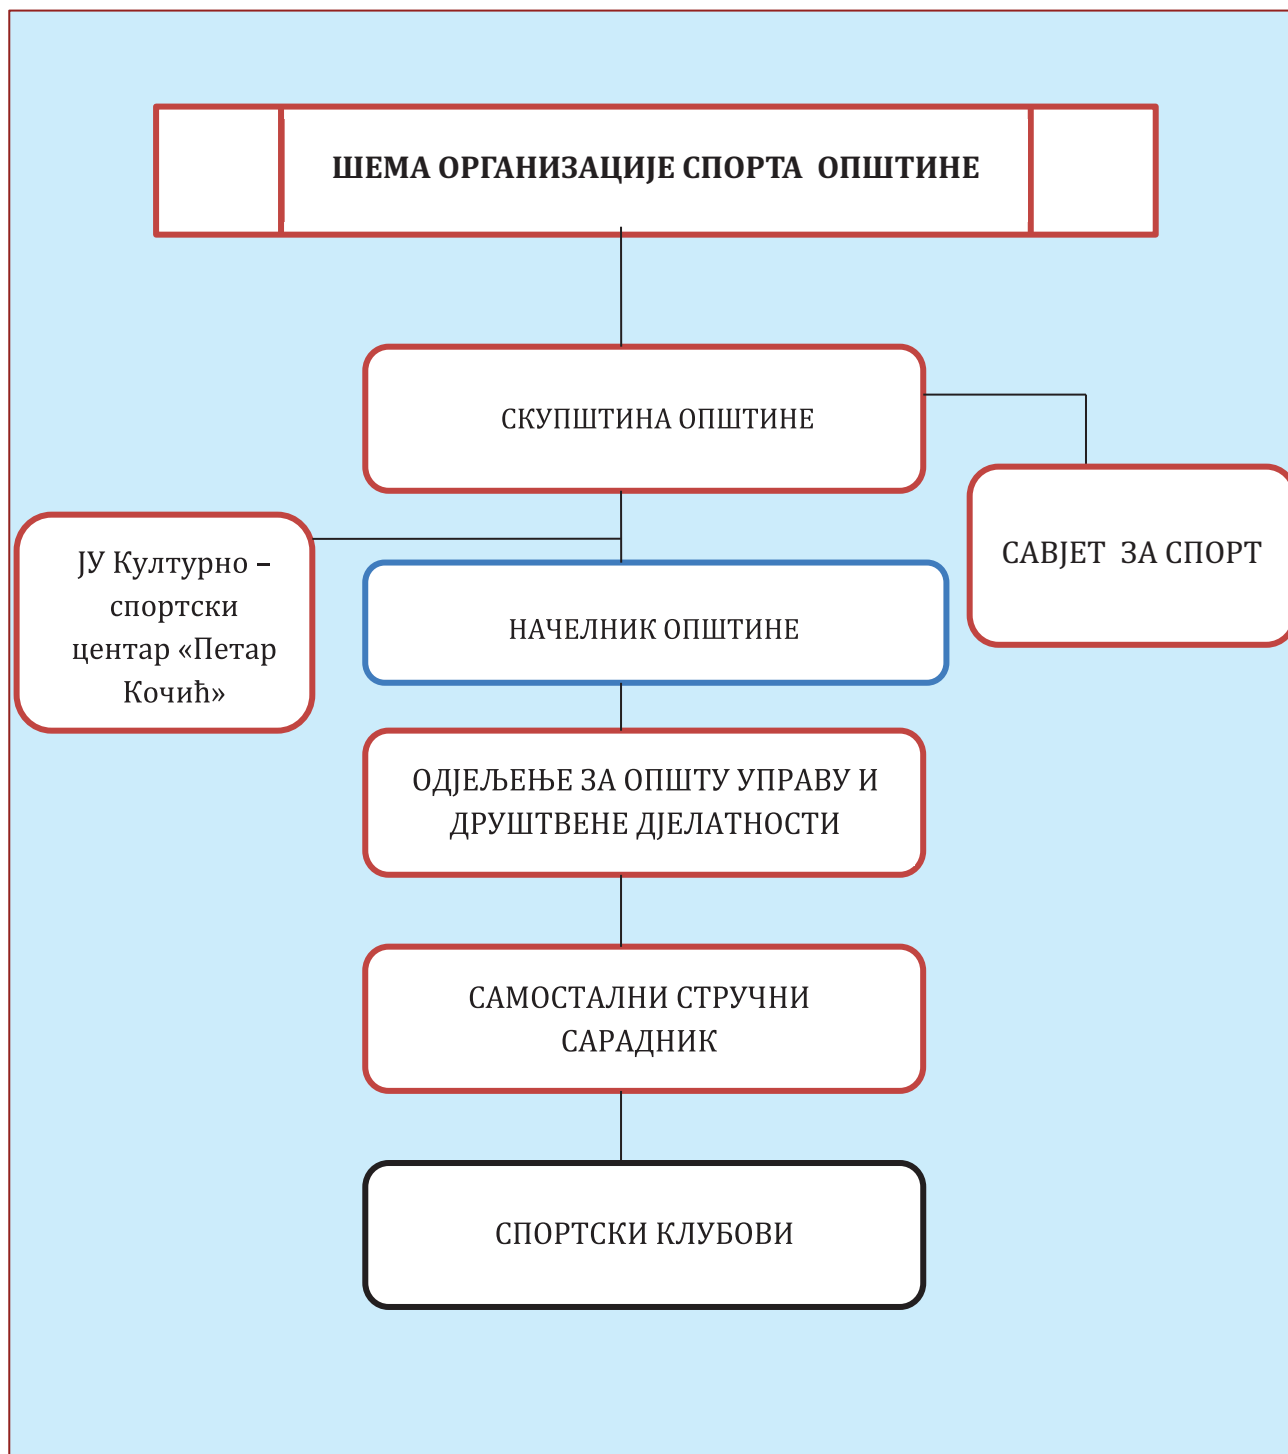 ШЕМА ОРГАНИЗАЦИЈЕ СПОРТА ОПШТИНЕ
СКУПШТИНА ОПШТИНЕ
САВЈЕТ ЗА СПОРТ
ЈУ Културно –
спортски
центар «Петар
Кочић»
НАЧЕЛНИК ОПШТИНЕ
ОДЈЕЉЕЊЕ ЗА ОПШТУ УПРАВУ И
ДРУШТВЕНЕ ДЈЕЛАТНОСТИ
САМОСТАЛНИ СТРУЧНИ
САРАДНИК
СПОРТСКИ КЛУБОВИ